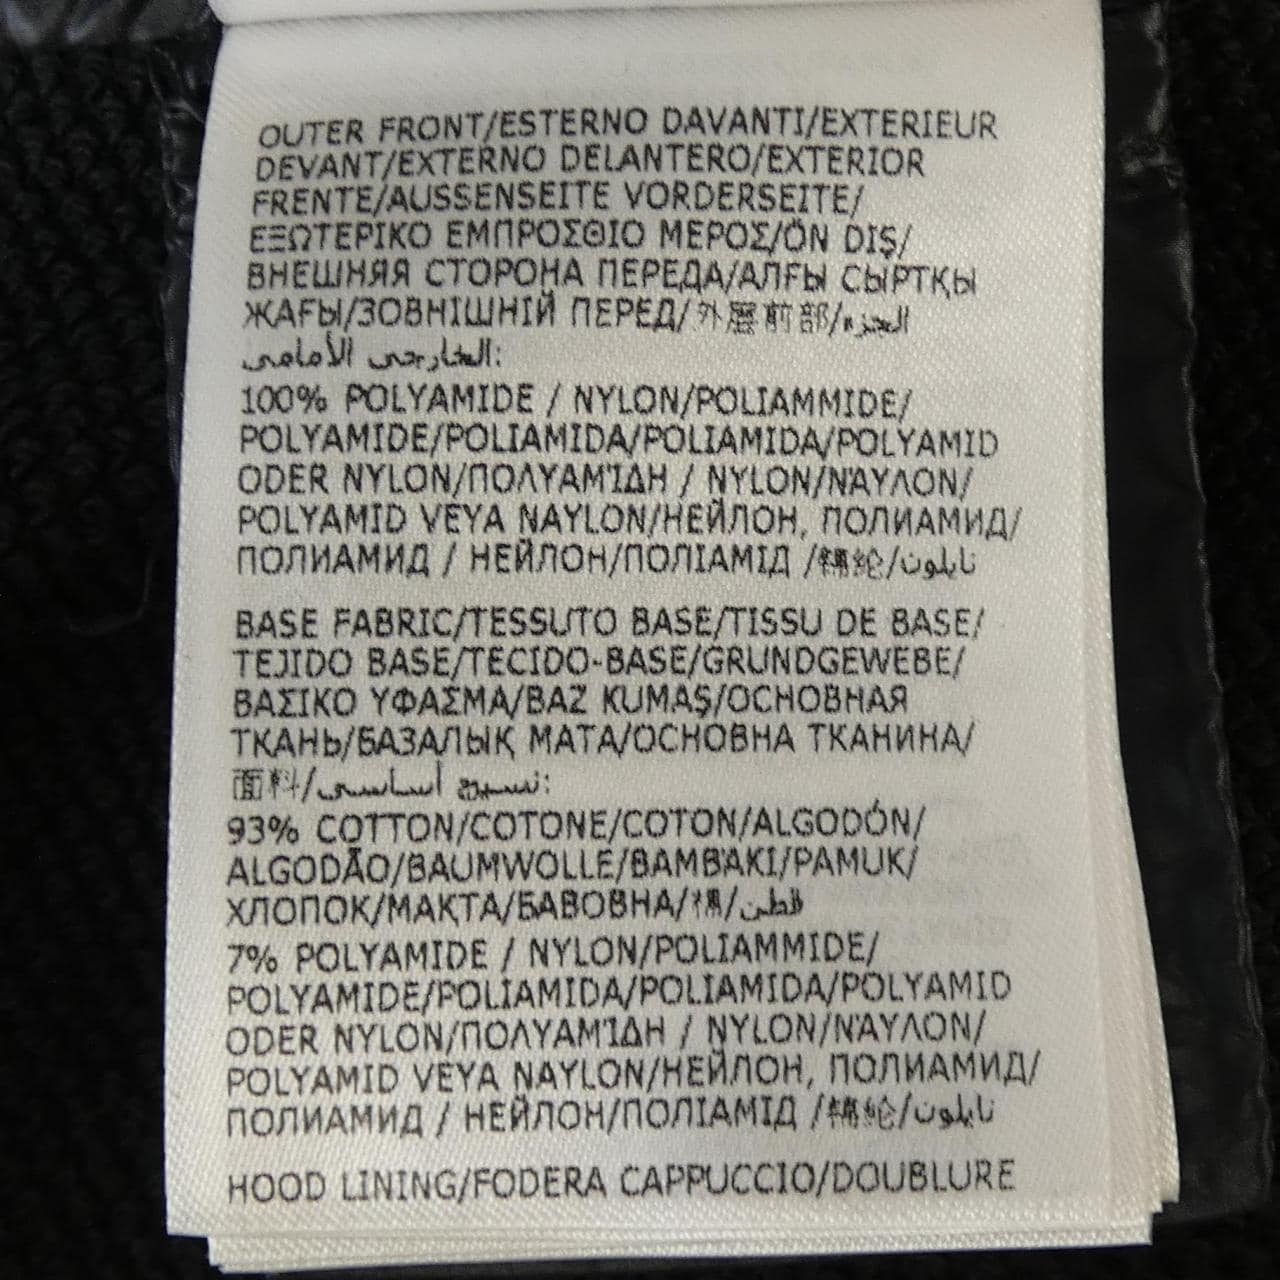 OUTER FRONT/ESTERNO DAVANTI/EXTERIEUR
DEVANT/EXTERNO DELANTERO/EXTERIOR
FRENTE/AUSSENSEITE VORDERSEITE/
ΕΞΩΤΕΡΙΚΟ ΕΜΠΡΟΣΘΙΟ ΜΕΡΟΣ/ÖN DIŞ/
ВНЕШНЯЯ СТОРОНА ПЕРЕДА/АЛҒЫ СЫРТҚЫ
ЖАҒЫ/ЗОВНІШНІЙ ПЕРЕД/外层前部/الجزء
الخارجي الأمامي:
100% POLYAMIDE / NYLON/POLIAMMIDE/
POLYAMIDE/POLIAMIDA/POLIAMIDA/POLYAMID
ODER NYLON/ΠΟΛΥΑΜΊΔΗ / NYLON/ΝΆΥΛΟΝ/
POLYAMID VEYA NAYLON/НЕЙЛОН, ПОЛИАМИД/
ПОЛИАМИД / НЕЙЛОН/ПОЛІАМІД /锦纶/نايلون
BASE FABRIC/TESSUTO BASE/TISSU DE BASE/
TEJIDO BASE/TECIDO-BASE/GRUNDGEWEBE/
ΒΑΣΙΚΟ ΥΦΑΣΜΑ/BAZ KUMAŞ/ОСНОВНАЯ
ТКАНЬ/БАЗАЛЫҚ МАТА/ОСНОВНА ТКАНИНА/
面料/نسيج أساسي:
93% COTTON/COTONE/COTON/ALGODÓN/
ALGODÃO/BAUMWOLLE/ΒΑΜΒΆΚΙ/PAMUK/
ХЛОПОК/МАҚТА/БАВОВНА/棉/قطن
7% POLYAMIDE / NYLON/POLIAMMIDE/
POLYAMIDE/POLIAMIDA/POLIAMIDA/POLYAMID
ODER NYLON/ΠΟΛΥΑΜΊΔΗ / NYLON/ΝΆΥΛΟΝ/
POLYAMID VEYA NAYLON/НЕЙЛОН, ПОЛИАМИД/
ПОЛИАМИД / НЕЙЛОН/ПОЛІАМІД /锦纶/نايلون
HOOD LINING/FODERA CAPPUCCIO/DOUBLURE